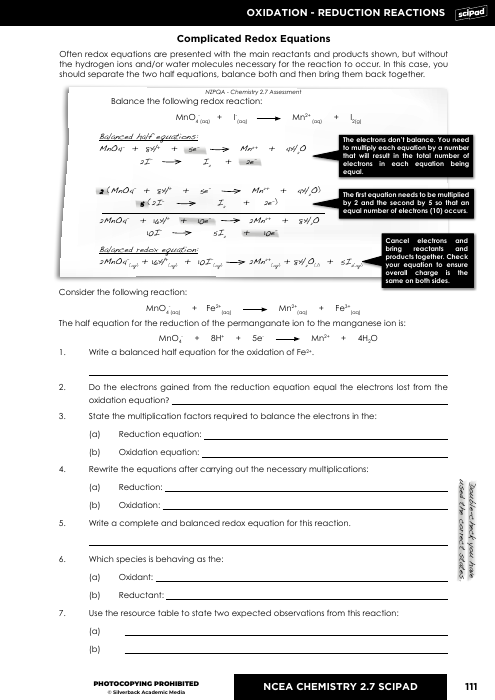 OXIDATION - REDUCTION REACTIONS
scipad
Complicated Redox Equations
Often redox equations are presented with the main reactants and products shown, but without
the hydrogen ions and/or water molecules necessary for the reaction to occur. In this case, you
should separate the two half equations, balance both and then bring them back together.
NZPQA - Chemistry 2.7 Assessment
Balance the following redox reaction:
MnO₄⁻(aq) + I⁻(aq) → Mn²⁺(aq) + I₂(g)
Balanced half equations:
MnO₄⁻ + 8H⁺ + 5e⁻ → Mn²⁺ + 4H₂O
2I⁻ → I₂ + 2e⁻
The electrons don't balance. You need
to multiply each equation by a number
that will result in the total number of
electrons in each equation being
equal.
2(MnO₄⁻ + 8H⁺ + 5e⁻ → Mn²⁺ + 4H₂O)
5(2I⁻ → I₂ + 2e⁻)
The first equation needs to be multiplied
by 2 and the second by 5 so that an
equal number of electrons (10) occurs.
2MnO₄⁻ + 16H⁺ + 10e⁻ → 2Mn²⁺ + 8H₂O
10I⁻ → 5I₂ + 10e⁻
Balanced redox equation:
2MnO₄⁻(aq) + 16H⁺(aq) + 10I⁻(aq) → 2Mn²⁺(aq) + 8H₂O(l) + 5I₂(g)
Cancel electrons and
bring reactants and
products together. Check
your equation to ensure
overall charge is the
same on both sides.
Consider the following reaction:
MnO₄⁻(aq) + Fe²⁺(aq) → Mn²⁺(aq) + Fe³⁺(aq)
The half equation for the reduction of the permanganate ion to the manganese ion is:
MnO₄⁻ + 8H⁺ + 5e⁻ → Mn²⁺ + 4H₂O
1. Write a balanced half equation for the oxidation of Fe²⁺.
2. Do the electrons gained from the reduction equation equal the electrons lost from the
oxidation equation?
3. State the multiplication factors required to balance the electrons in the:
(a) Reduction equation:
(b) Oxidation equation:
4. Rewrite the equations after carrying out the necessary multiplications:
(a) Reduction:
(b) Oxidation:
5. Write a complete and balanced redox equation for this reaction.
Double-check you have
used the correct states.
6. Which species is behaving as the:
(a) Oxidant:
(b) Reductant:
7. Use the resource table to state two expected observations from this reaction:
(a)
(b)
PHOTOCOPYING PROHIBITED
© Silverback Academic Media
NCEA CHEMISTRY 2.7 SCIPAD
111